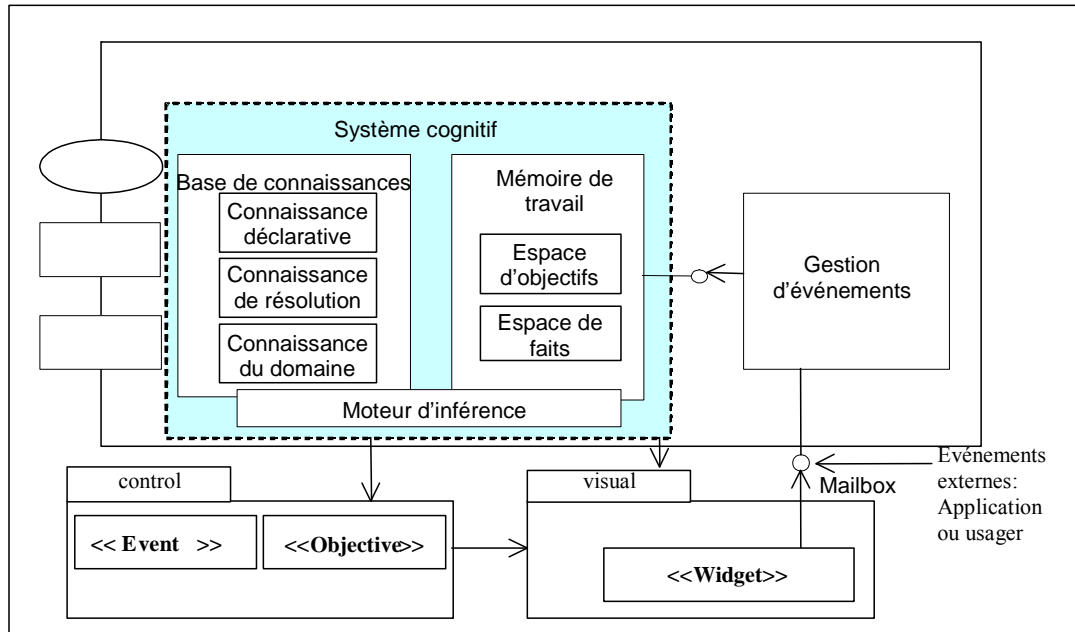 Système cognitif
Base de connaissances
Connaissance
déclarative
Connaissance
de résolution
Connaissance
du domaine
Mémoire de
travail
Espace
d’objectifs
Espace de
faits
Moteur d’inférence
Gestion
d’événements
control
<< Event >>
<<Objective>>
visual
<<Widget>>
Mailbox
Evénements
externes:
Application
ou usager